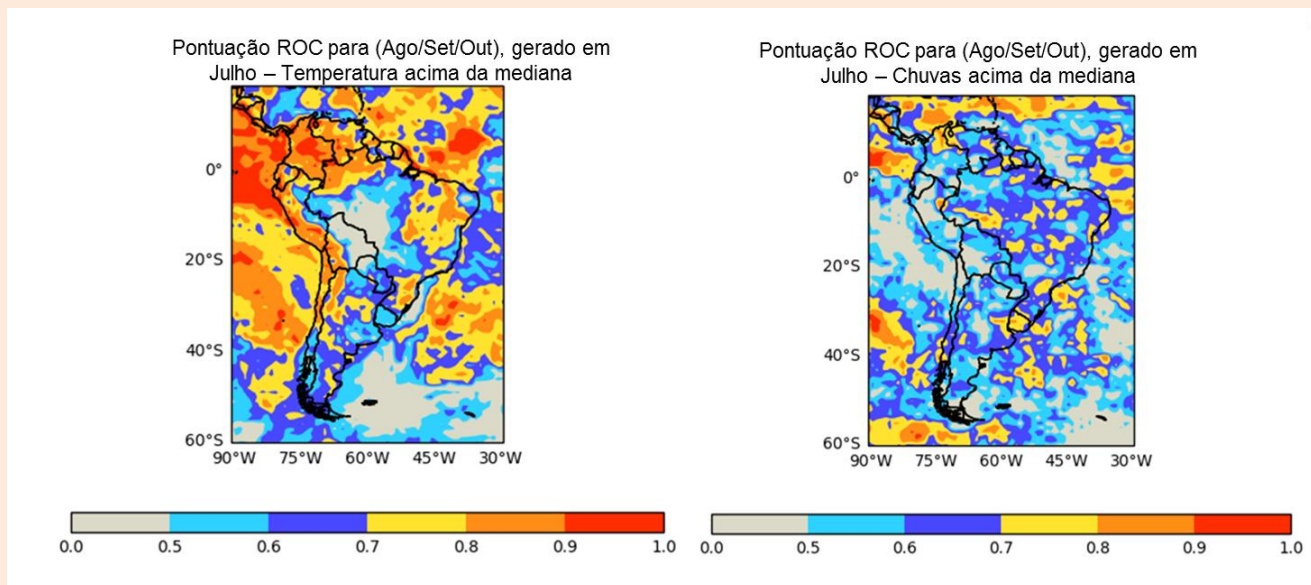 Pontuação ROC para (Ago/Set/Out), gerado em
Julho – Temperatura acima da mediana
0°
20°S
40°S
60°S
90°W 75°W 60°W 45°W 30°W
0.0 0.5 0.6 0.7 0.8 0.9 1.0
Pontuação ROC para (Ago/Set/Out), gerado em
Julho – Chuvas acima da mediana
0°
20°S
40°S
60°S
90°W 75°W 60°W 45°W 30°W
0.0 0.5 0.6 0.7 0.8 0.9 1.0